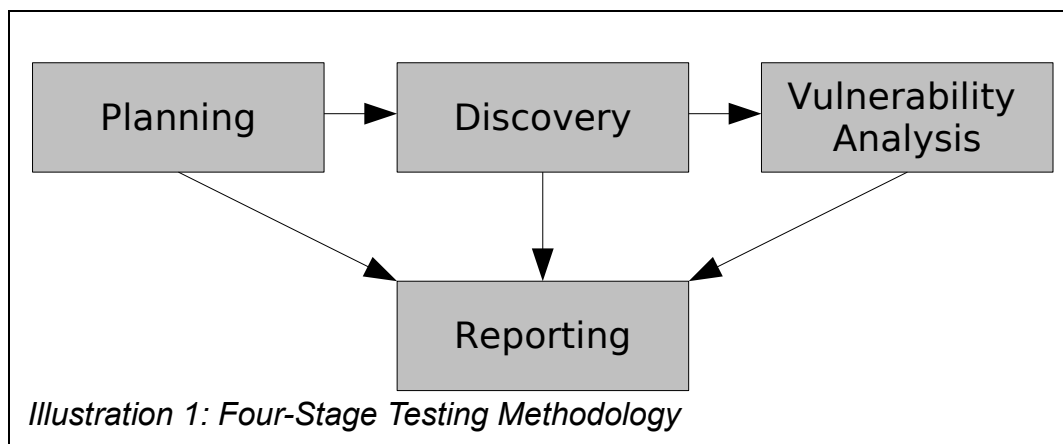 Planning
Discovery
Vulnerability
Analysis
Reporting
Illustration 1: Four-Stage Testing Methodology